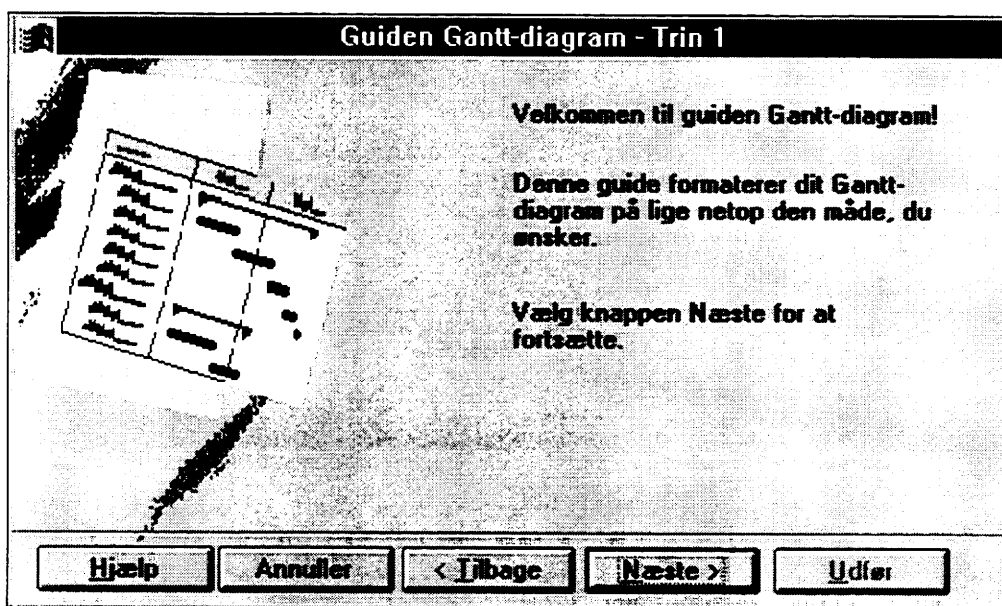 Guiden Gantt-diagram - Trin 1
Velkommen til guiden Gantt-diagram!
Denne guide formaterer dit Gantt-
diagram på lige netop den måde, du
ønsker.
Vælg knappen Næste for at
fortsætte.
Hjælp
Annuller
< Tilbage
Næste >
Udfør